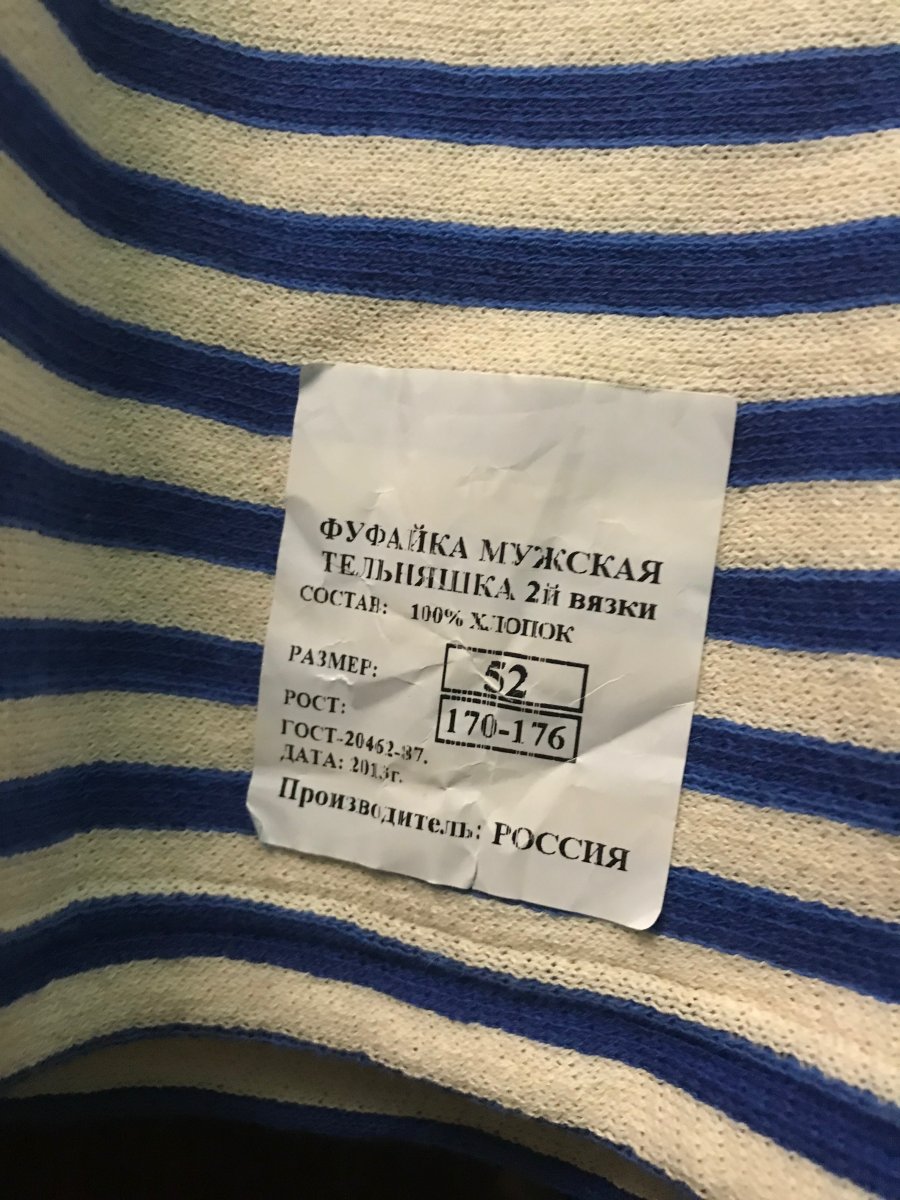 ФУФАЙКА МУЖСКАЯ
ТЕЛЬНЯШКА 2й вязки
СОСТАВ: 100% ХЛОПОК
РАЗМЕР: 52
РОСТ: 170-176
ГОСТ-20462-87.
ДАТА: 2013г.
Производитель: РОССИЯ